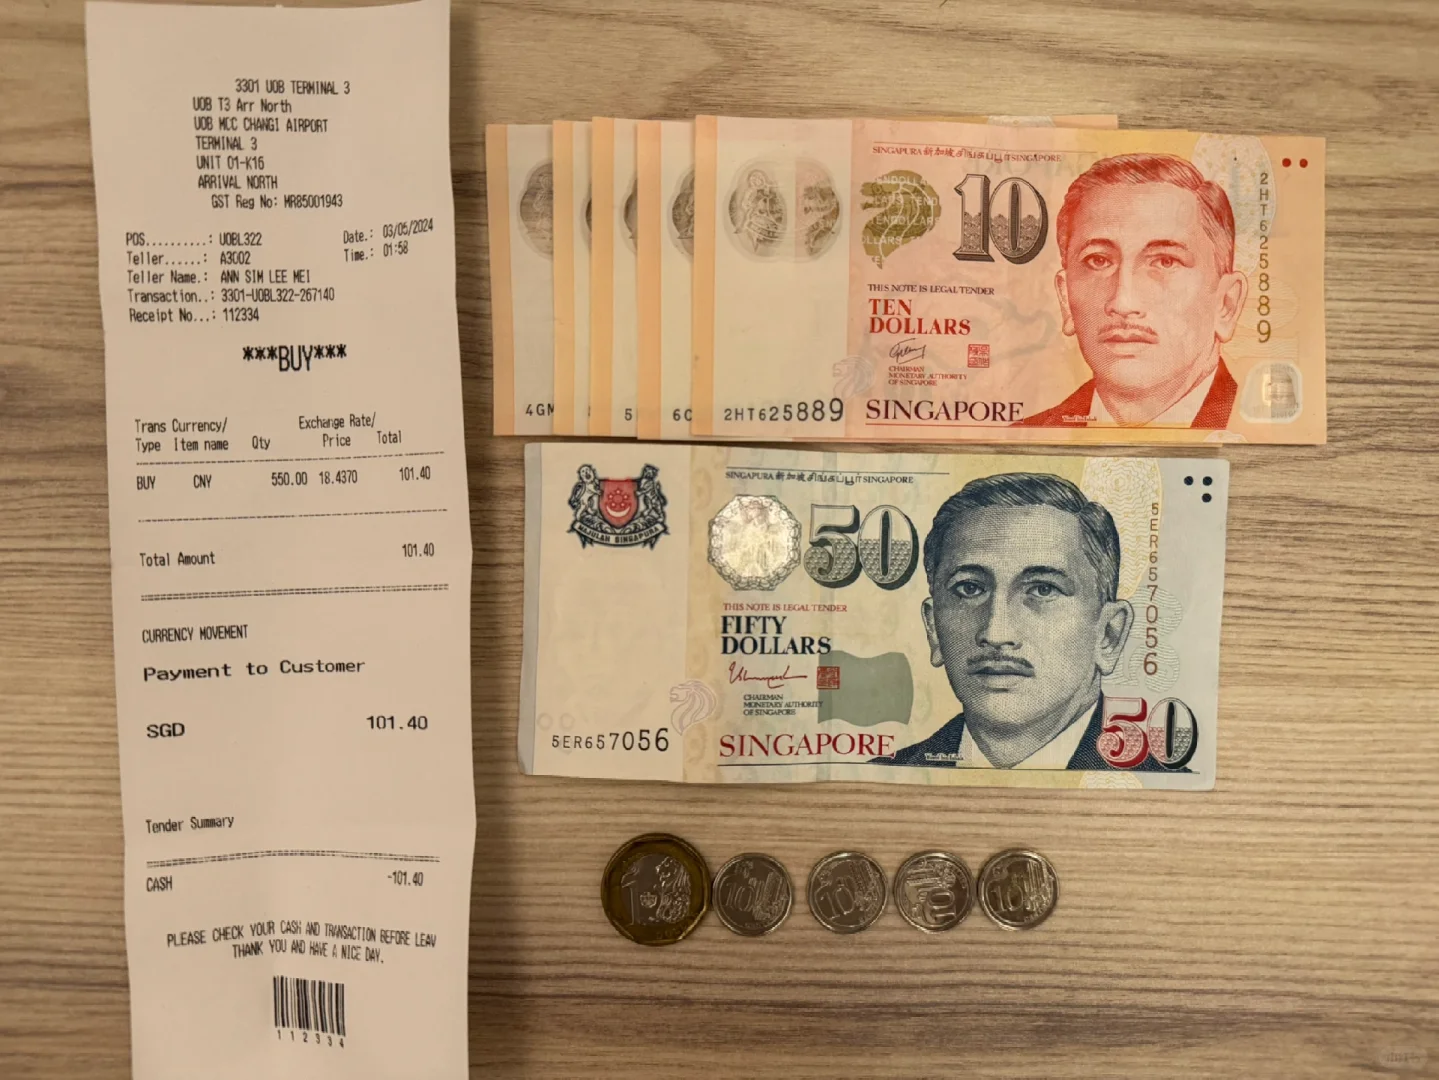 3301 UOB TERMINAL 3
UOB T3 Arr North
UOB MCC CHANGI AIRPORT
TERMINAL 3
UNIT 01-K16
ARRIVAL NORTH
GST Reg No: MR85001943
POS..........: UOBL322 Date.: 03/05/2024
Teller......: A3002 Time.: 01:58
Teller Name.: ANN SIM LEE MEI
Transaction..: 3301-UOBL322-267140
Receipt No...: 112334
***BUY***
Trans Currency/ Exchange Rate/
Type Item name Qty Price Total
BUY CNY 550.00 18.4370 101.40
Total Amount 101.40
CURRENCY MOVEMENT
Payment to Customer
SGD 101.40
Tender Summary
CASH -101.40
PLEASE CHECK YOUR CASH AND TRANSACTION BEFORE LEAV
THANK YOU AND HAVE A NICE DAY.
112334
SINGAPURA 新加坡 சிங்கப்பூர் SINGAPORE
10
2HT625889
THIS NOTE IS LEGAL TENDER
TEN
DOLLARS
CHAIRMAN
MONETARY AUTHORITY
OF SINGAPORE
SINGAPORE
4GM
5
6C
2HT625889
MAJULAH SINGAPURA
SINGAPURA 新加坡 சிங்கப்பூர் SINGAPORE
50
5ER657056
THIS NOTE IS LEGAL TENDER
FIFTY
DOLLARS
CHAIRMAN
MONETARY AUTHORITY
OF SINGAPORE
5ER657056
SINGAPORE
50
1
10
10
10
10